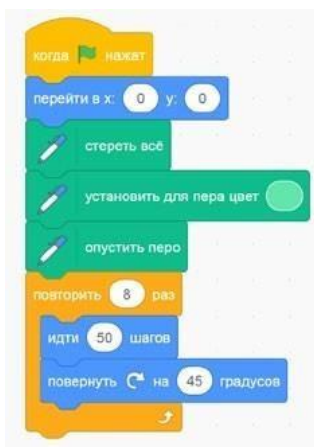 когда нажат
перейти в x: 0 y: 0
стереть всё
установить для пера цвет
опустить перо
повторить 8 раз
идти 50 шагов
повернуть на 45 градусов